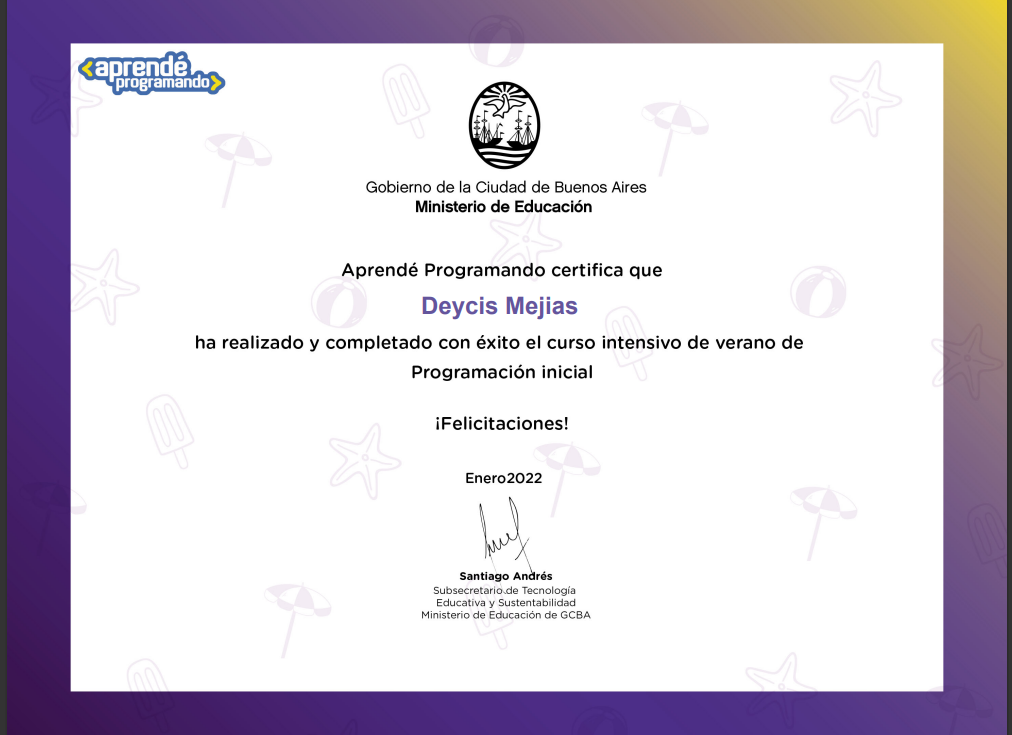 <aprendé
programando>
Gobierno de la Ciudad de Buenos Aires
Ministerio de Educación
Aprendé Programando certifica que
Deycis Mejias
ha realizado y completado con éxito el curso intensivo de verano de
Programación inicial
¡Felicitaciones!
Enero2022
Santiago Andrés
Subsecretario de Tecnología
Educativa y Sustentabilidad
Ministerio de Educación de GCBA